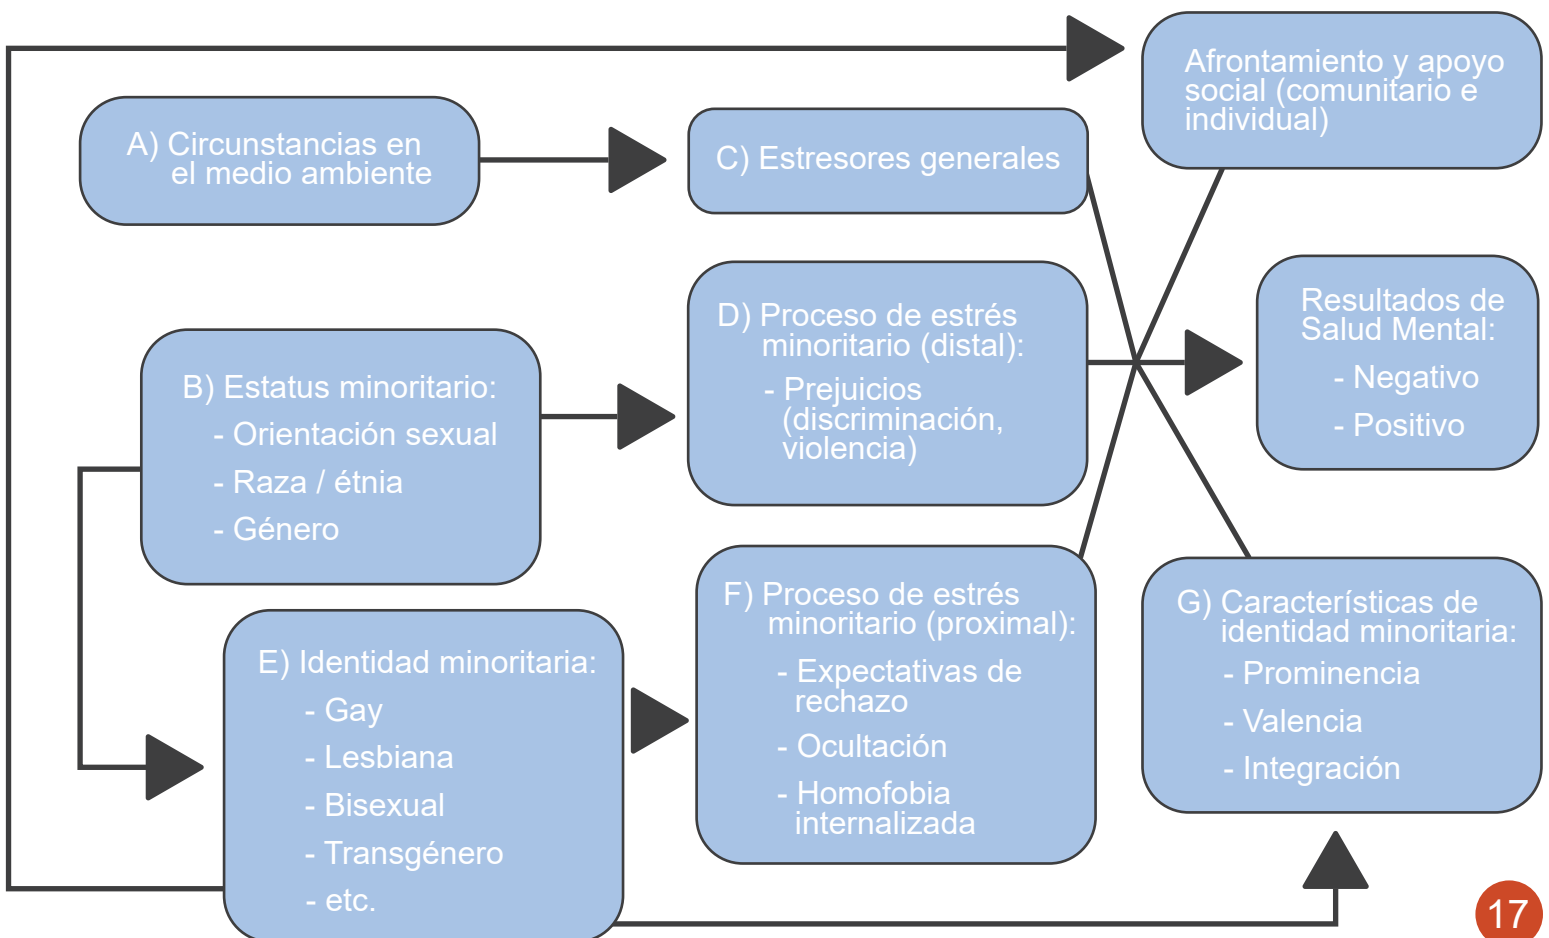 A) Circunstancias en
el medio ambiente
C) Estresores generales
Afrontamiento y apoyo
social (comunitario e
individual)
B) Estatus minoritario:
- Orientación sexual
- Raza / étnia
- Género
D) Proceso de estrés
minoritario (distal):
- Prejuicios
(discriminación,
violencia)
Resultados de
Salud Mental:
- Negativo
- Positivo
E) Identidad minoritaria:
- Gay
- Lesbiana
- Bisexual
- Transgénero
- etc.
F) Proceso de estrés
minoritario (proximal):
- Expectativas de
rechazo
- Ocultación
- Homofobia
internalizada
G) Características de
identidad minoritaria:
- Prominencia
- Valencia
- Integración
17